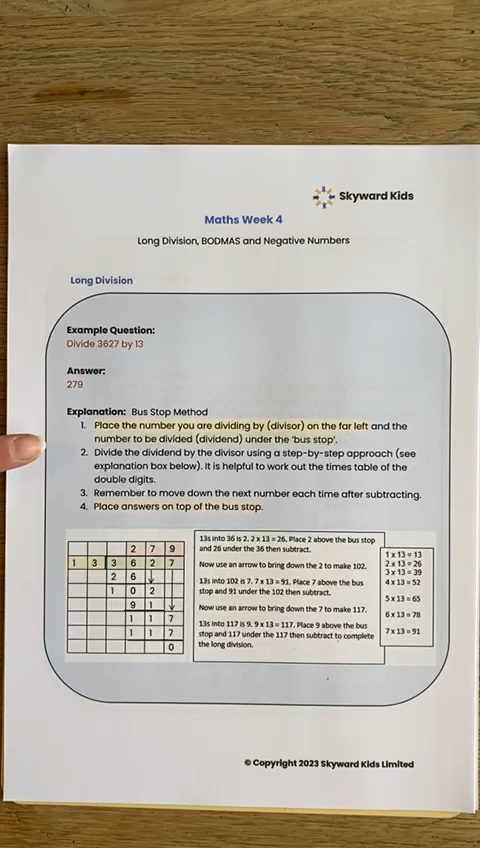 Skyward Kids
Maths Week 4
Long Division, BODMAS and Negative Numbers
Long Division
Example Question:
Divide 3627 by 13
Answer:
279
Explanation: Bus Stop Method
1. Place the number you are dividing by (divisor) on the far left and the
number to be divided (dividend) under the 'bus stop'.
2. Divide the dividend by the divisor using a step-by-step approach (see
explanation box below). It is helpful to work out the times table of the
double digits.
3. Remember to move down the next number each time after subtracting.
4. Place answers on top of the bus stop.
2 7 9
1 3 3 6 2 7
2 6
1 0 2
9 1
1 1 7
1 1 7
0
13s into 36 is 2. 2 x 13 = 26. Place 2 above the bus stop
and 26 under the 36 then subtract.
Now use an arrow to bring down the 2 to make 102.
13s into 102 is 7. 7 x 13 = 91. Place 7 above the bus
stop and 91 under the 102 then subtract.
Now use an arrow to bring down the 7 to make 117.
13s into 117 is 9. 9 x 13 = 117. Place 9 above the bus
stop and 117 under the 117 then subtract to complete
the long division.
1 x 13 = 13
2 x 13 = 26
3 x 13 = 39
4 x 13 = 52
5 x 13 = 65
6 x 13 = 78
7 x 13 = 91
© Copyright 2023 Skyward Kids Limited